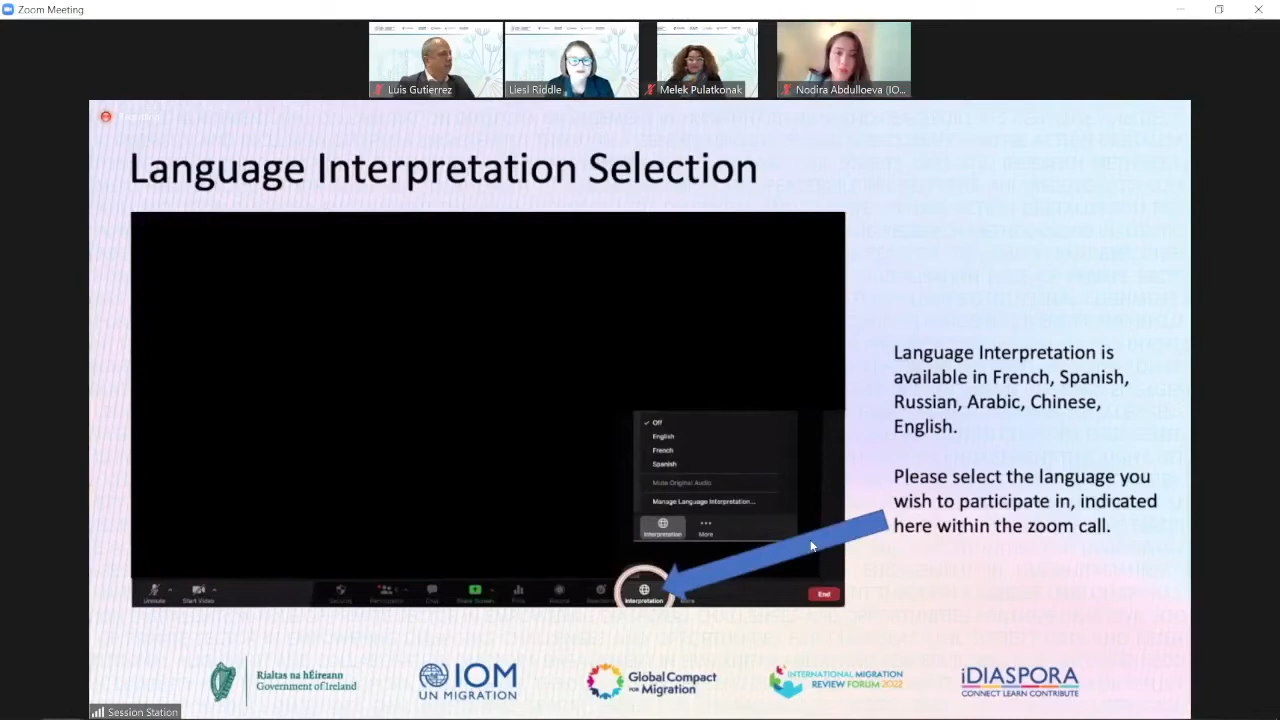 Zoom Meeting
Luis Gutierrez
Liesl Riddle
Melek Pulatkonak
Nodira Abdulloeva (IO...
Language Interpretation Selection
Off
English
French
Spanish
Mute Original Audio
Manage Language Interpretation...
Interpretation
More
Language Interpretation is
available in French, Spanish,
Russian, Arabic, Chinese,
English.
Please select the language you
wish to participate in, indicated
here within the zoom call.
Unmute
Start Video
Interpretation
End
Rialtas na hÉireann
Government of Ireland
IOM
UN MIGRATION
Global Compact
FOR Migration
INTERNATIONAL MIGRATION
REVIEW FORUM 2022
iDIASPORA
CONNECT LEARN CONTRIBUTE
Session Station